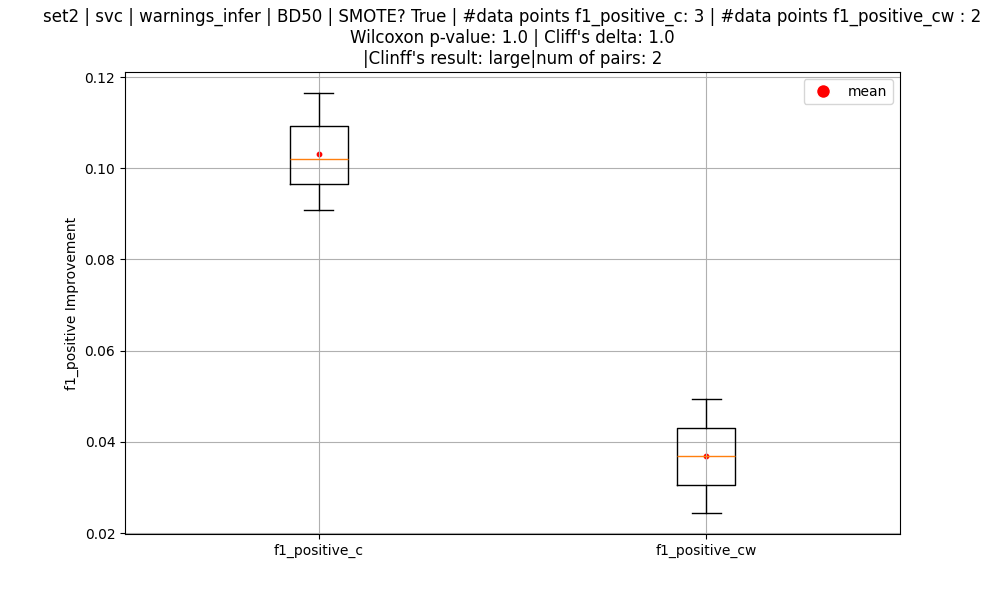 set2 | svc | warnings_infer | BD50 | SMOTE? True | #data points f1_positive_c: 3 | #data points f1_positive_cw : 2
Wilcoxon p-value: 1.0 | Cliff's delta: 1.0
|Clinff's result: large|num of pairs: 2
mean
0.12
0.10
0.08
0.06
0.04
0.02
f1_positive Improvement
f1_positive_c
f1_positive_cw